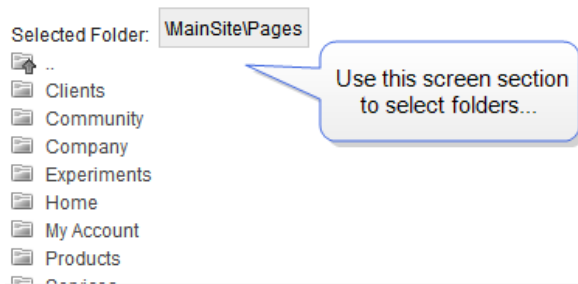 Selected Folder: \MainSite\Pages
..
Clients
Community
Company
Experiments
Home
My Account
Products
Use this screen section
to select folders...